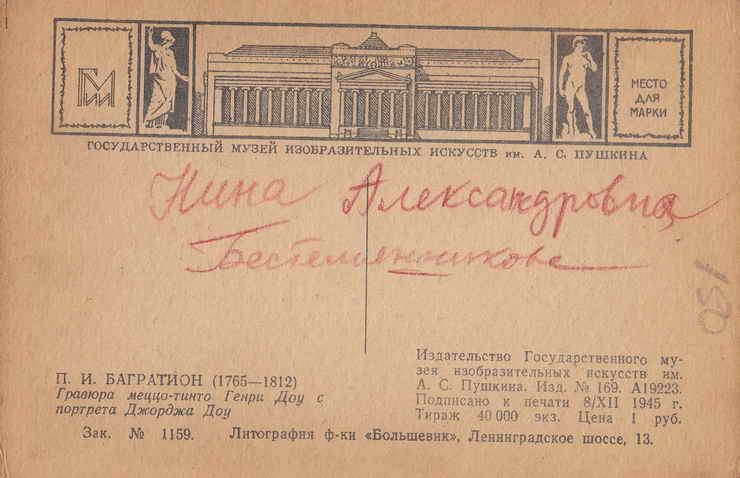 ГМИИ
МЕСТО
ДЛЯ
МАРКИ
ГОСУДАРСТВЕННЫЙ МУЗЕЙ ИЗОБРАЗИТЕЛЬНЫХ ИСКУССТВ им. А. С. ПУШКИНА
Нина Александровна
Бестеменникова
150
П. И. БАГРАТИОН (1765—1812)
Гравюра меццо-тинто Генри Доу с
портрета Джорджа Доу
Издательство Государственного му-
зея изобразительных искусств им.
А. С. Пушкина. Изд. № 169. А19223.
Подписано к печати 8/XII 1945 г.
Тираж 40 000 экз. Цена 1 руб.
Зак. № 1159. Литография ф-ки «Большевик», Ленинградское шоссе, 13.